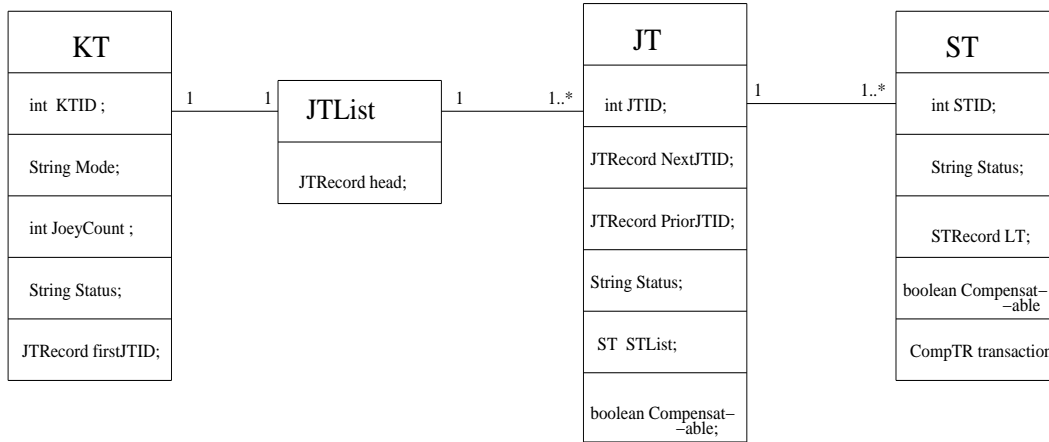 KT
int KTID ;
String Mode;
int JoeyCount ;
String Status;
JTRecord firstJTID;
1 1
JTList
JTRecord head;
1 1..*
JT
int JTID;
JTRecord NextJTID;
JTRecord PriorJTID;
String Status;
ST STList;
boolean Compensat−
−able;
1 1..*
ST
int STID;
String Status;
STRecord LT;
boolean Compensat−
−able
CompTR transaction